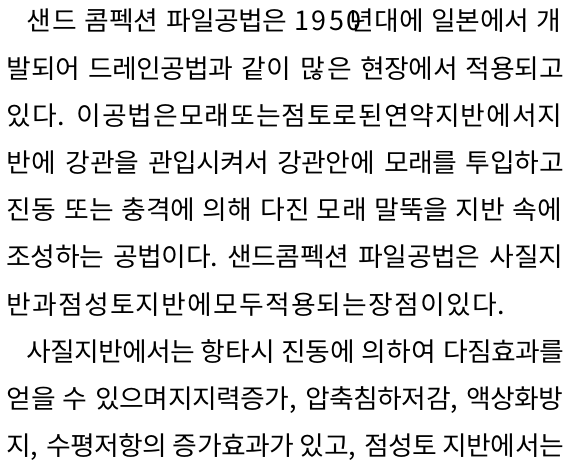 샌드 콤펙션 파일공법은 1950년대에 일본에서 개
발되어 드레인공법과 같이 많은 현장에서 적용되고
있다. 이공법은모래또는점토로된연약지반에서지
반에 강관을 관입시켜서 강관안에 모래를 투입하고
진동 또는 충격에 의해 다진 모래 말뚝을 지반 속에
조성하는 공법이다. 샌드콤펙션 파일공법은 사질지
반과점성토지반에모두적용되는장점이있다.
사질지반에서는 항타시 진동에 의하여 다짐효과를
얻을 수 있으며지지력증가, 압축침하저감, 액상화방
지, 수평저항의 증가효과가 있고, 점성토 지반에서는